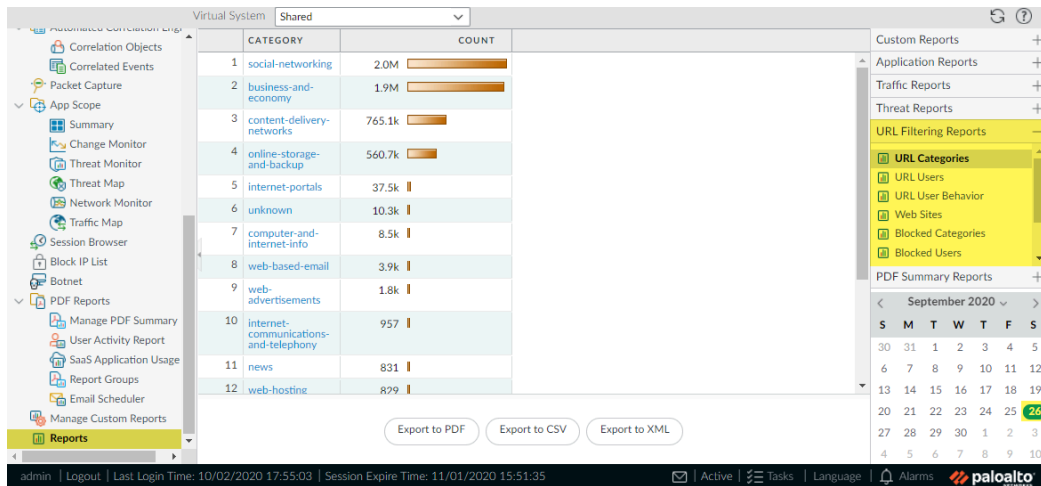 Virtual System Shared
Automated Correlation Engi
Correlation Objects
Correlated Events
Packet Capture
App Scope
Summary
Change Monitor
Threat Monitor
Threat Map
Network Monitor
Traffic Map
Session Browser
Block IP List
Botnet
PDF Reports
Manage PDF Summary
User Activity Report
SaaS Application Usage
Report Groups
Email Scheduler
Manage Custom Reports
Reports
CATEGORY COUNT
1 social-networking 2.0M
2 business-and-
economy 1.9M
3 content-delivery-
networks 765.1k
4 online-storage-
and-backup 560.7k
5 internet-portals 37.5k
6 unknown 10.3k
7 computer-and-
internet-info 8.5k
8 web-based-email 3.9k
9 web-
advertisements 1.8k
10 internet-
communications-
and-telephony 957
11 news 831
12 web-hosting 829
Export to PDF Export to CSV Export to XML
Custom Reports
Application Reports
Traffic Reports
Threat Reports
URL Filtering Reports
URL Categories
URL Users
URL User Behavior
Web Sites
Blocked Categories
Blocked Users
PDF Summary Reports
September 2020
S M T W T F S
30 31 1 2 3 4 5
6 7 8 9 10 11 12
13 14 15 16 17 18 19
20 21 22 23 24 25 26
27 28 29 30 1 2 3
4 5 6 7 8 9 10
admin | Logout | Last Login Time: 10/02/2020 17:55:03 | Session Expire Time: 11/01/2020 15:51:35 | Active | Tasks | Language | Alarms paloalto